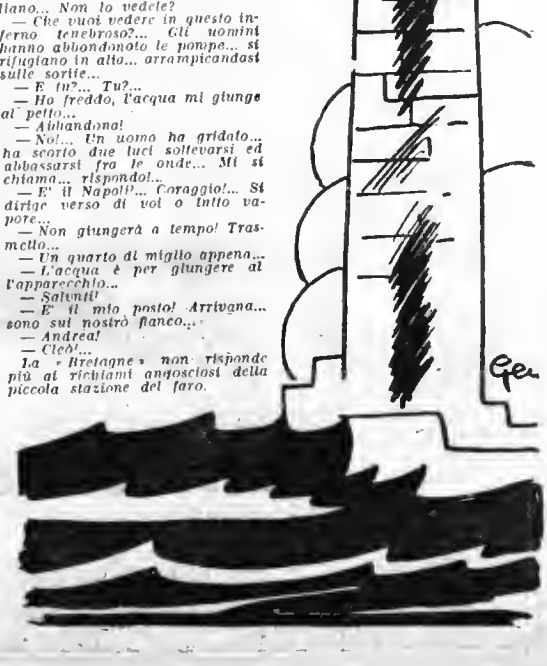 liano... Non lo vedete?
— Che vuoi vedere in questo in-
ferno tenebroso?... Gli uomini
hanno abbondonato le pompe... si
rifugiano in alto... arrampicandosi
sulle sartie...
— E tu?... Tu?...
— Ho freddo, l'acqua mi giunge
al petto...
— Abbandona!
— No!... Un uomo ha gridato...
ha scorto due luci sollevarsi ed
abbassarsi fra le onde... Mi si
chiama... rispondo!...
— E' il Napoli!... Coraggio!... Si
dirige verso di voi a tutto va-
pore...
— Non giungerà a tempo! Tras-
metto...
— Un quarto di miglio appena...
— L'acqua è per giungere al
l'apparecchio...
— Salvati!
— E' il mio posto! Arrivano...
sono sul nostro fianco...
— Andrea!
— Cleò!...
La « Bretagne » non risponde
più ai richiami angosciosi della
piccola stazione del faro.